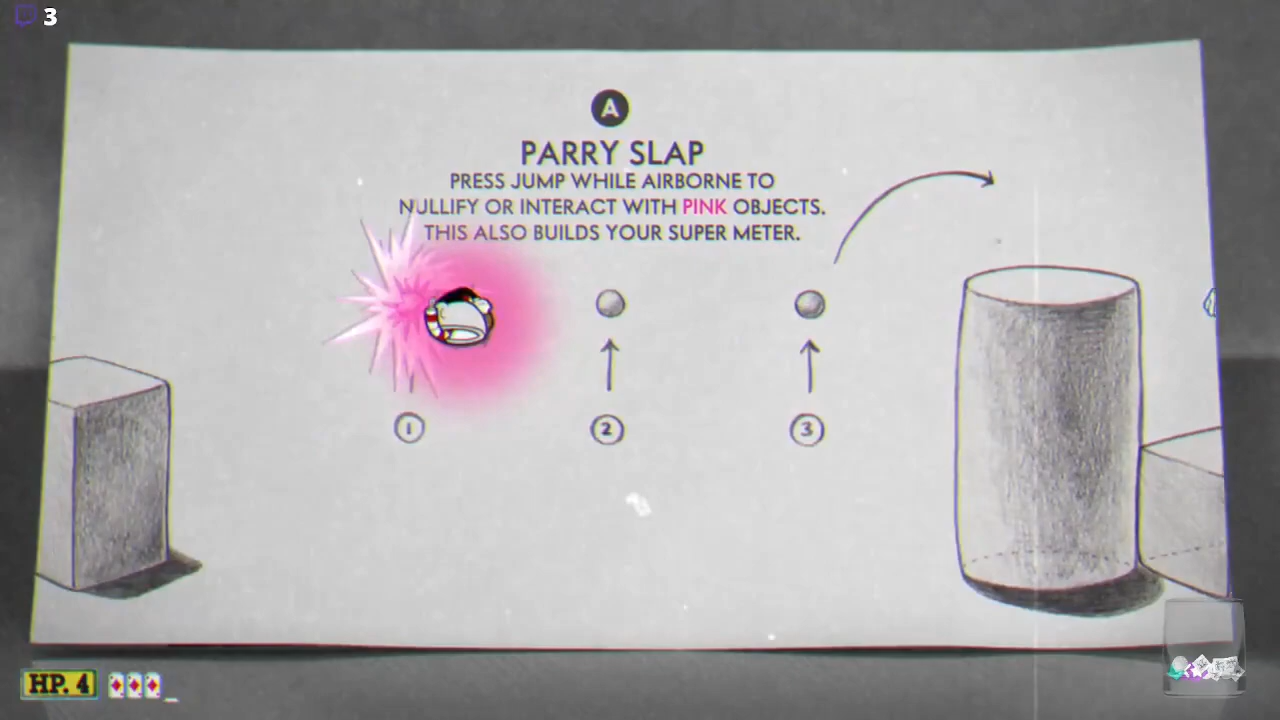 3
A
PARRY SLAP
PRESS JUMP WHILE AIRBORNE TO
NULLIFY OR INTERACT WITH PINK OBJECTS.
THIS ALSO BUILDS YOUR SUPER METER.
1 2 3
HP. 4